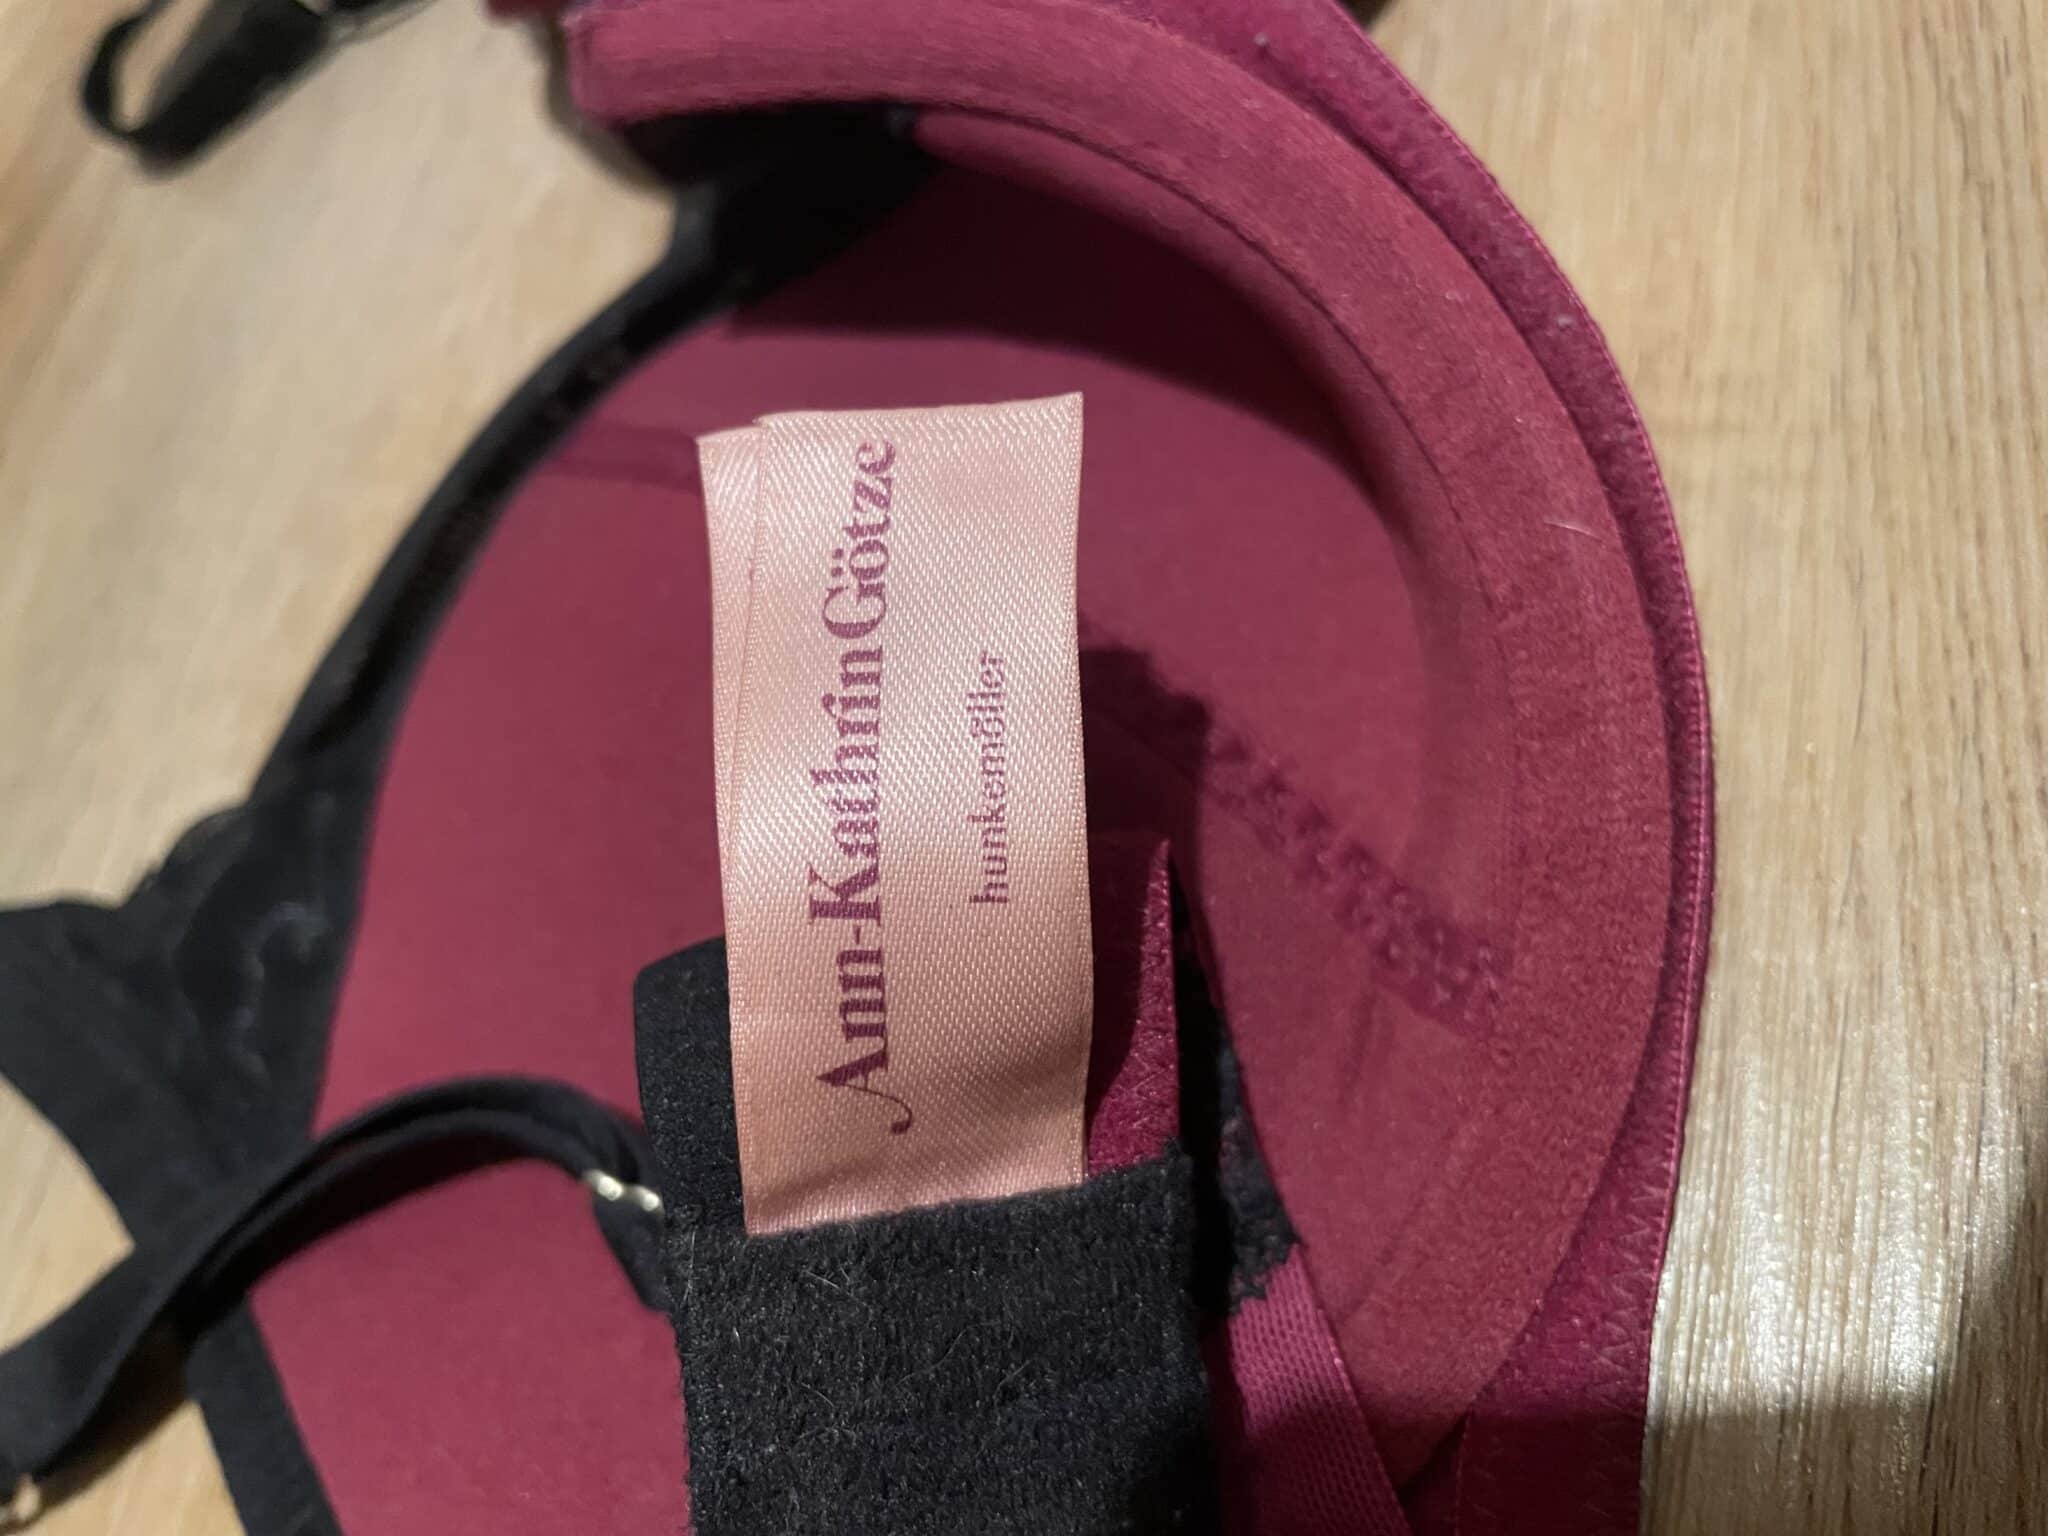 Ann-Kathrin Götze
hunkemöller